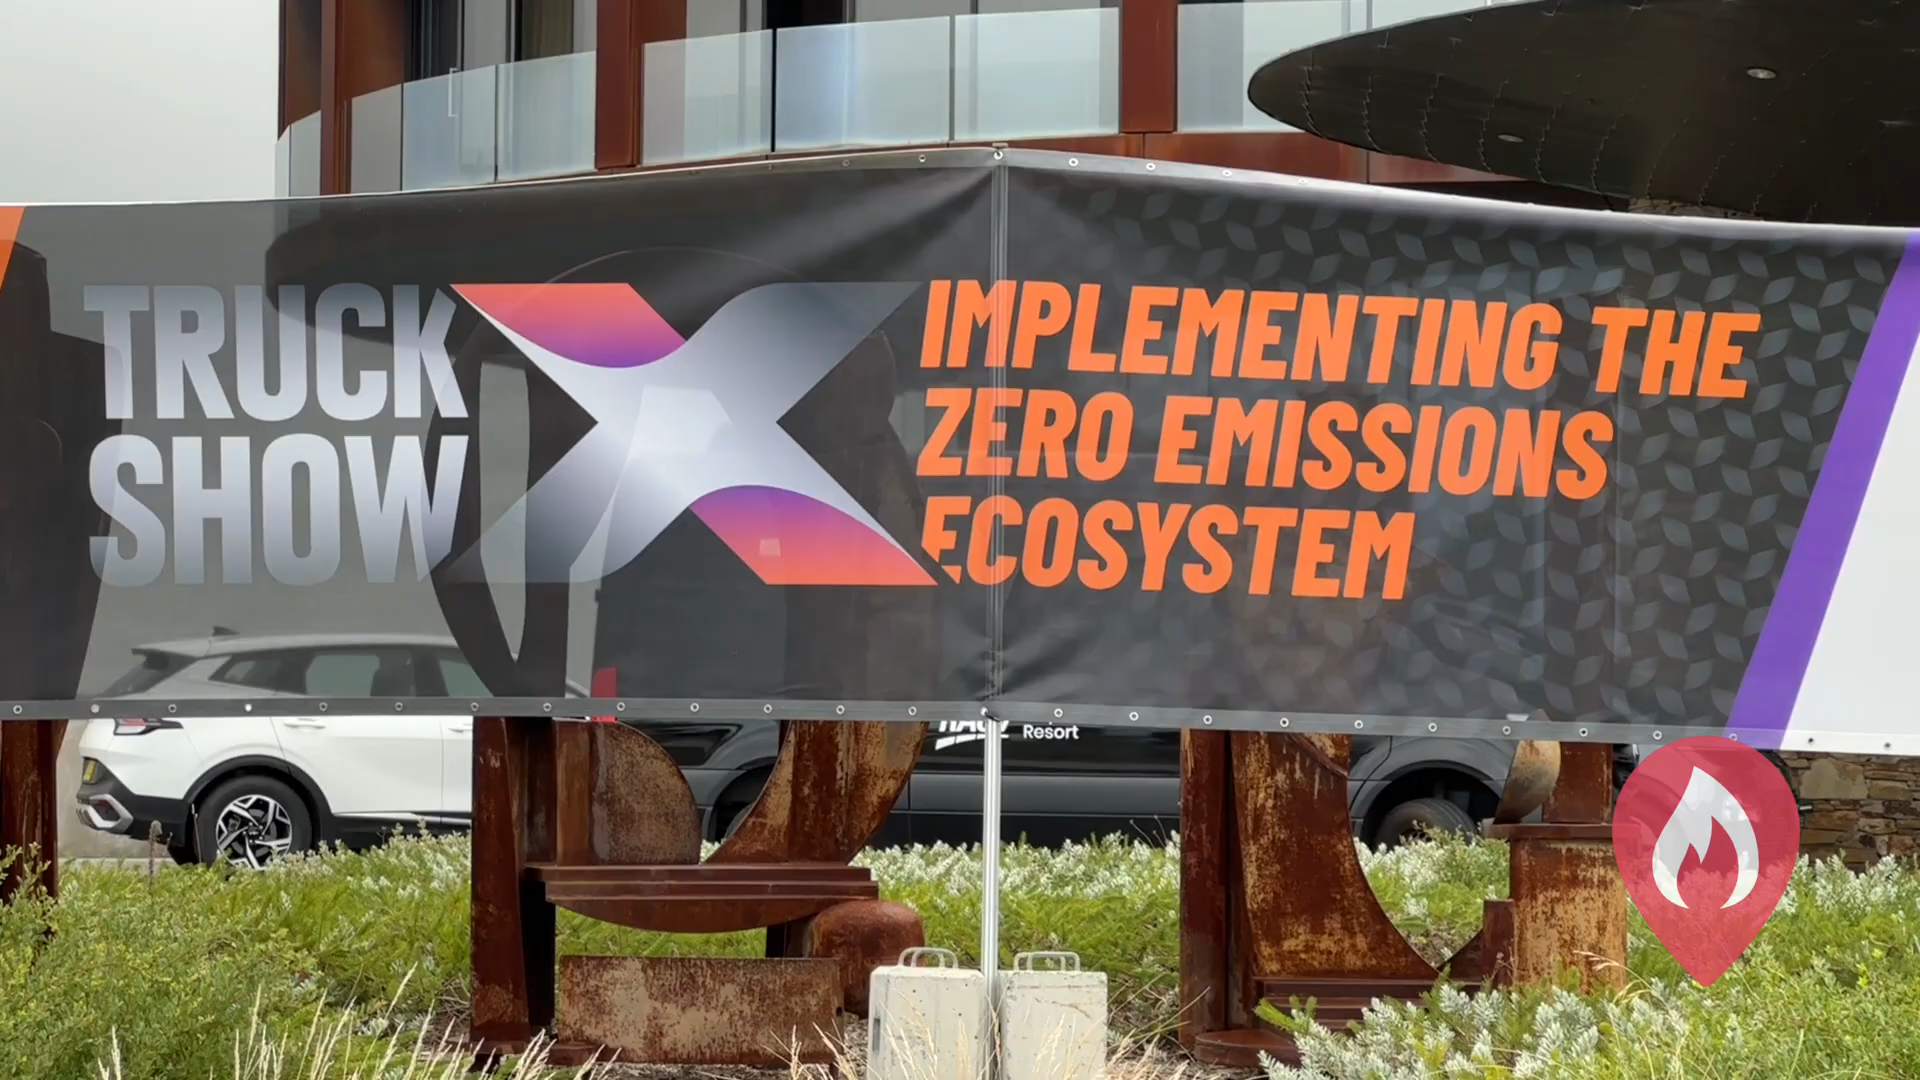 TRUCK
SHOW
X
IMPLEMENTING THE
ZERO EMISSIONS
ECOSYSTEM
Resort